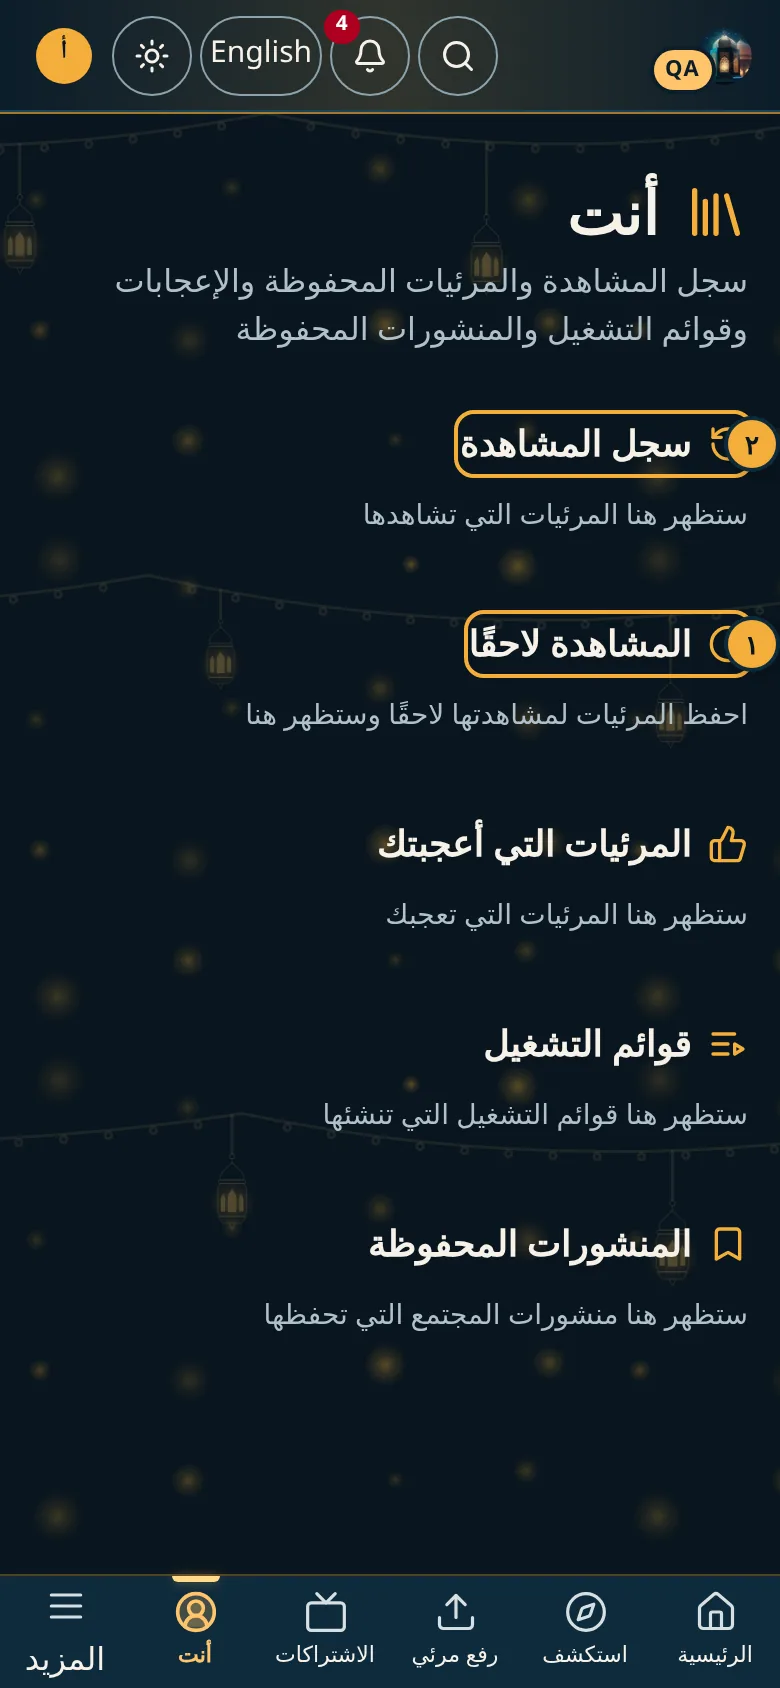 QA
4
English
أ
أنت
سجل المشاهدة والمرئيات المحفوظة والإعجابات
وقوائم التشغيل والمنشورات المحفوظة
سجل المشاهدة
٢
ستظهر هنا المرئيات التي تشاهدها
المشاهدة لاحقًا
١
احفظ المرئيات لمشاهدتها لاحقًا وستظهر هنا
المرئيات التي أعجبتك
ستظهر هنا المرئيات التي تعجبك
قوائم التشغيل
ستظهر هنا قوائم التشغيل التي تنشئها
المنشورات المحفوظة
ستظهر هنا منشورات المجتمع التي تحفظها
الرئيسية
استكشف
رفع مرئي
الاشتراكات
أنت
المزيد